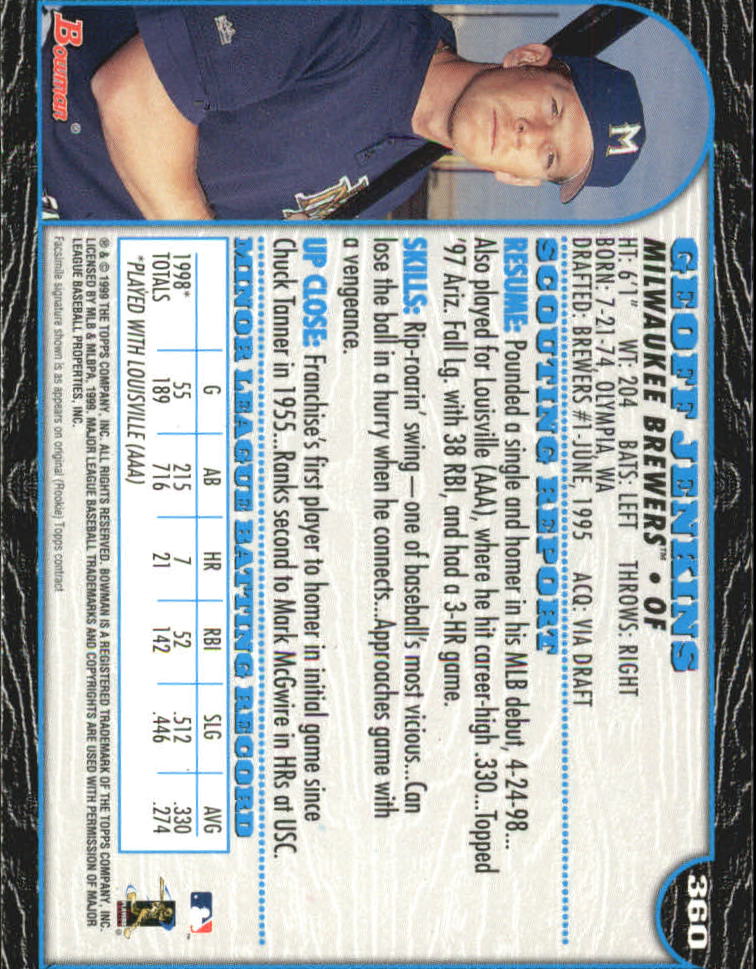 360
GEOFF JENKINS
MILWAUKEE BREWERS™ • OF
HT: 6'1" WT: 204 BATS: LEFT THROWS: RIGHT
BORN: 7-21-74, OLYMPIA, WA
DRAFTED: BREWERS #1-JUNE, 1995 ACQ: VIA DRAFT
SCOUTING REPORT
RESUME: Pounded a single and homer in his MLB debut, 4-24-98...
Also played for Louisville (AAA), where he hit career-high .330...Topped
'97 Ariz. Fall Lg. with 38 RBI, and had a 3-HR game.
SKILLS: Rip-roarin' swing — one of baseball's most vicious...Can
lose the ball in a hurry when he connects...Approaches game with
a vengeance.
UP CLOSE: Franchise's first player to homer in initial game since
Chuck Tanner in 1955...Ranks second to Mark McGwire in HRs at USC.
MINOR LEAGUE BATTING RECORD
G AB HR RBI SLG AVG
1998* 55 215 7 52 .512 .330
TOTALS 189 716 21 142 .446 .274
*PLAYED WITH LOUISVILLE (AAA)
® & © 1999 THE TOPPS COMPANY, INC. ALL RIGHTS RESERVED. BOWMAN IS A REGISTERED TRADEMARK OF THE TOPPS COMPANY, INC.
LICENSED BY MLB & MLBPA, 1999. MAJOR LEAGUE BASEBALL TRADEMARKS AND COPYRIGHTS ARE USED WITH PERMISSION OF MAJOR
LEAGUE BASEBALL PROPERTIES, INC.
Facsimile signature shown is as appears on original (Rookie) Topps contract
Bowman®
M